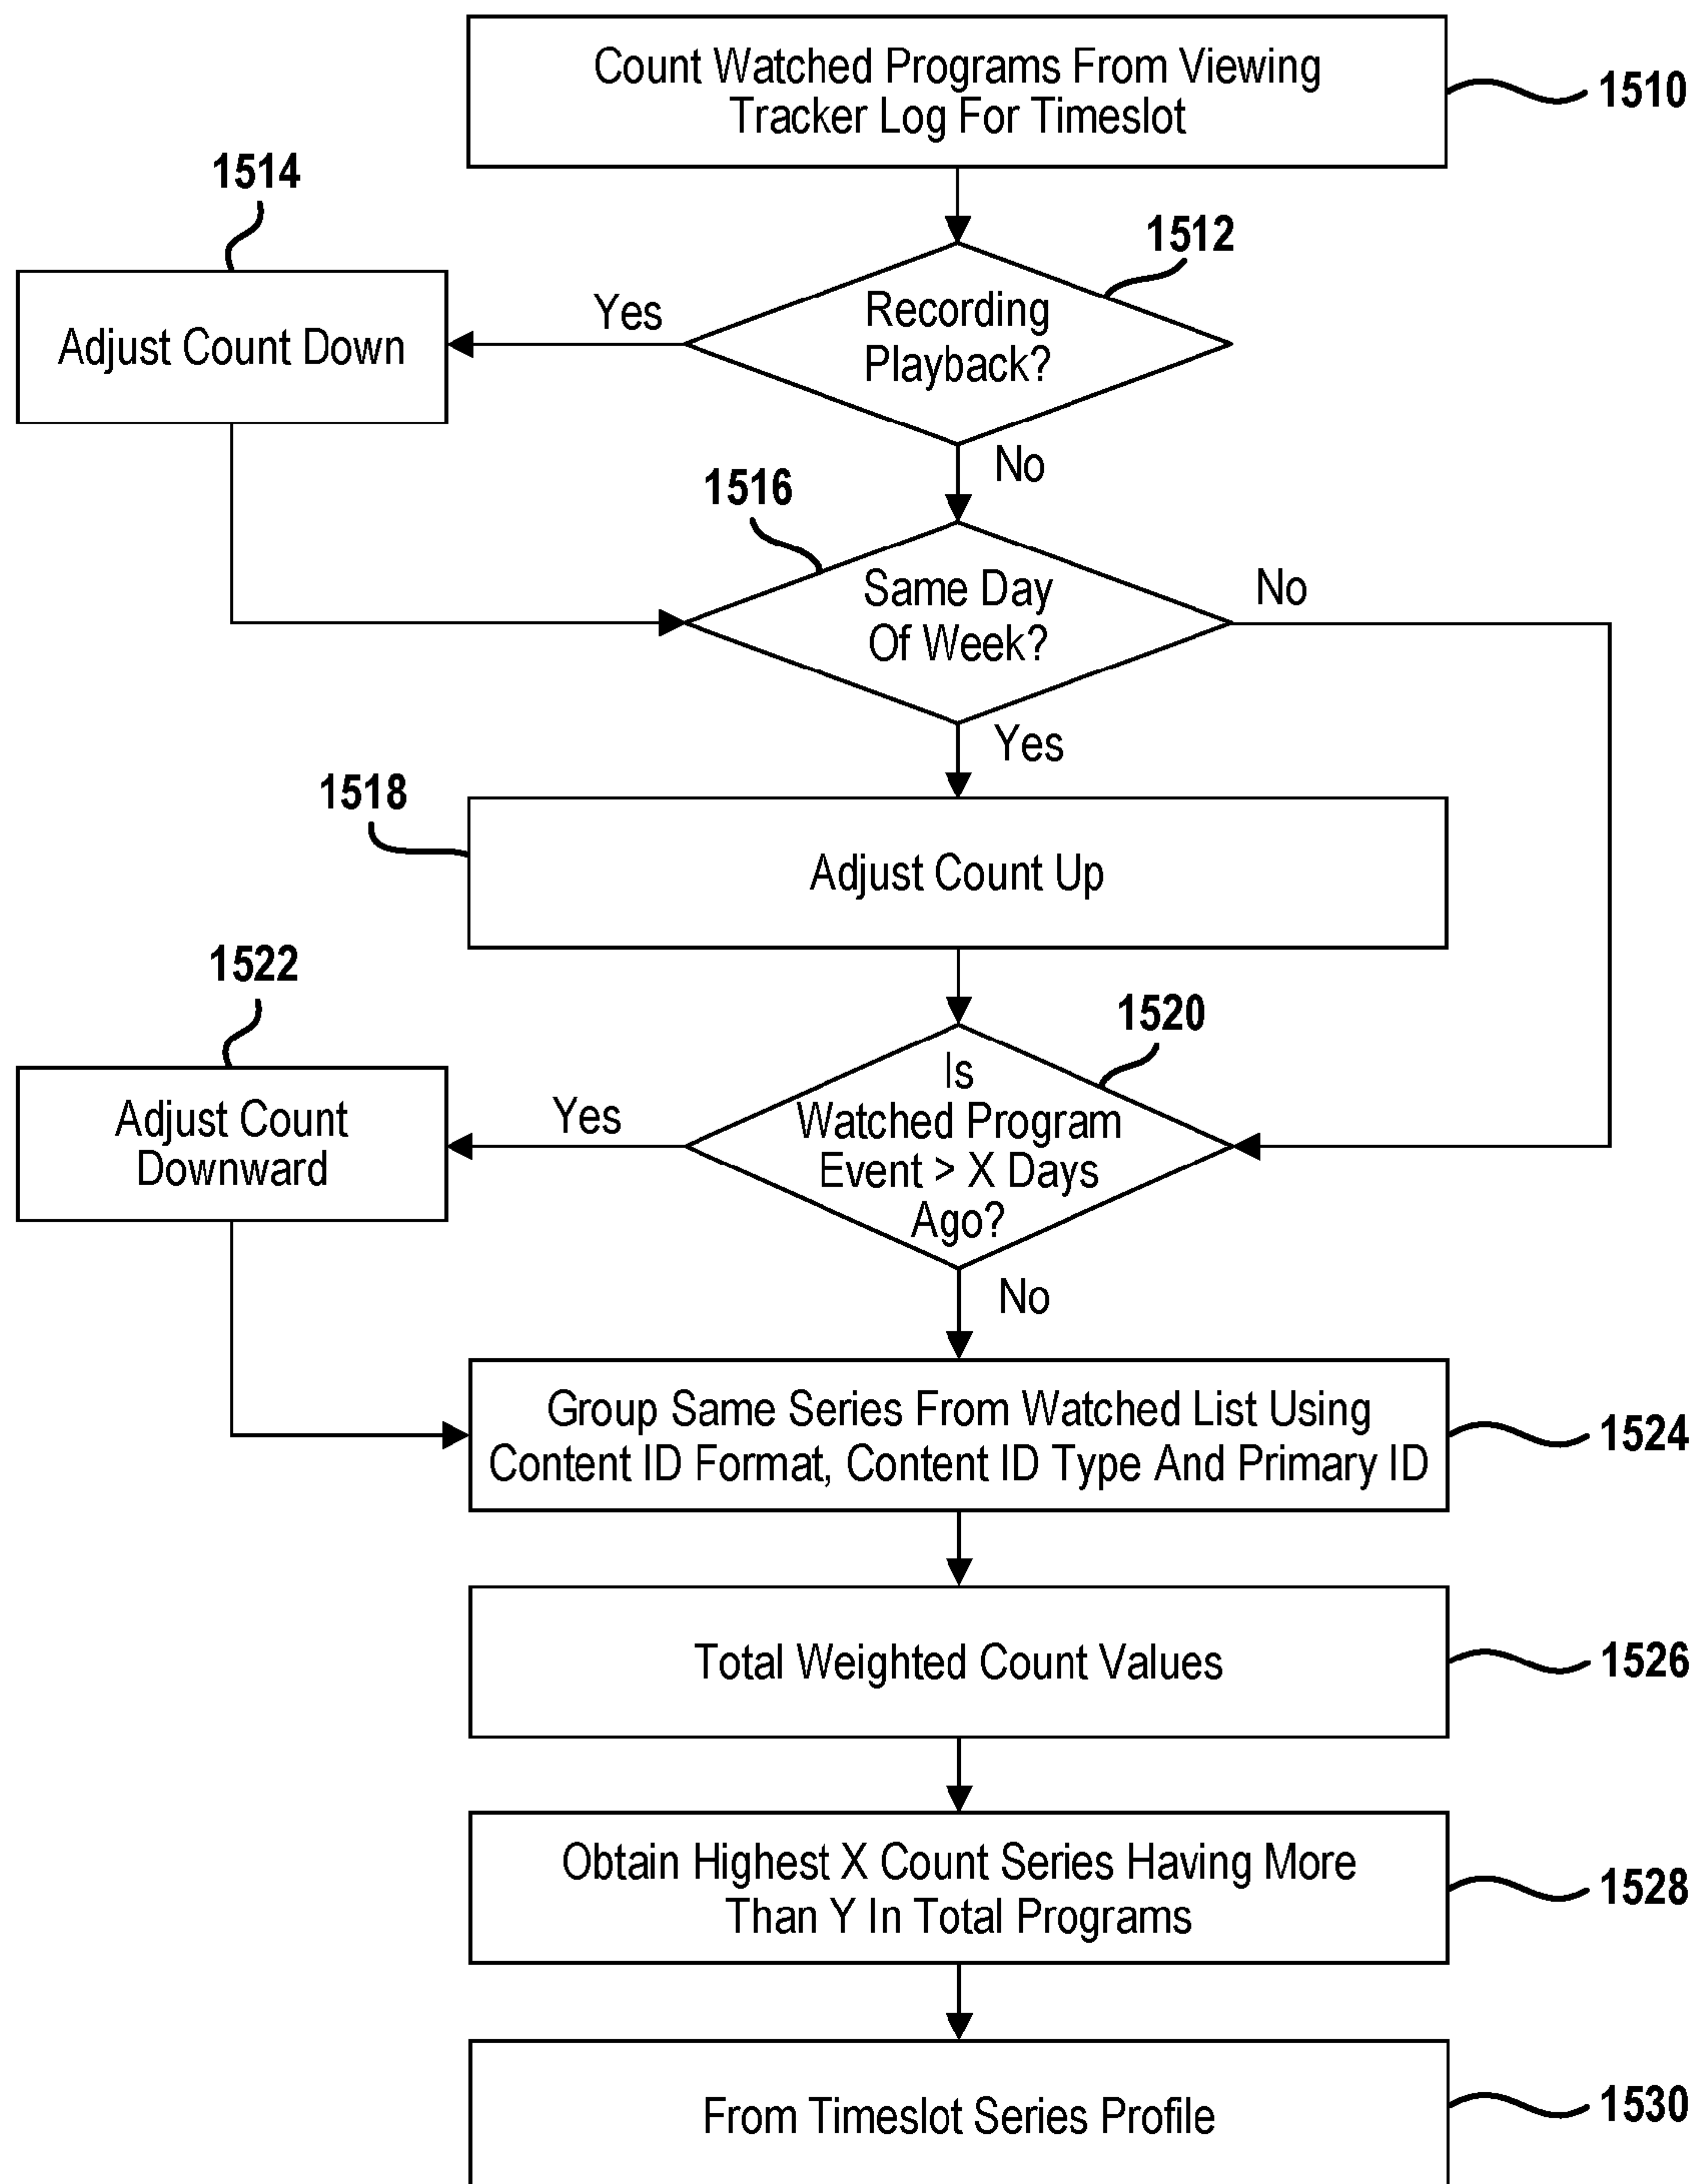 Count Watched Programs From Viewing
Tracker Log For Timeslot
1510
1514
1512
Recording
Playback?
Yes
Adjust Count Down
No
1516
Same Day
Of Week?
No
Yes
1518
Adjust Count Up
1522
1520
Is
Watched Program
Event > X Days
Ago?
Yes
Adjust Count
Downward
No
Group Same Series From Watched List Using
Content ID Format, Content ID Type And Primary ID
1524
Total Weighted Count Values
1526
Obtain Highest X Count Series Having More
Than Y In Total Programs
1528
From Timeslot Series Profile
1530